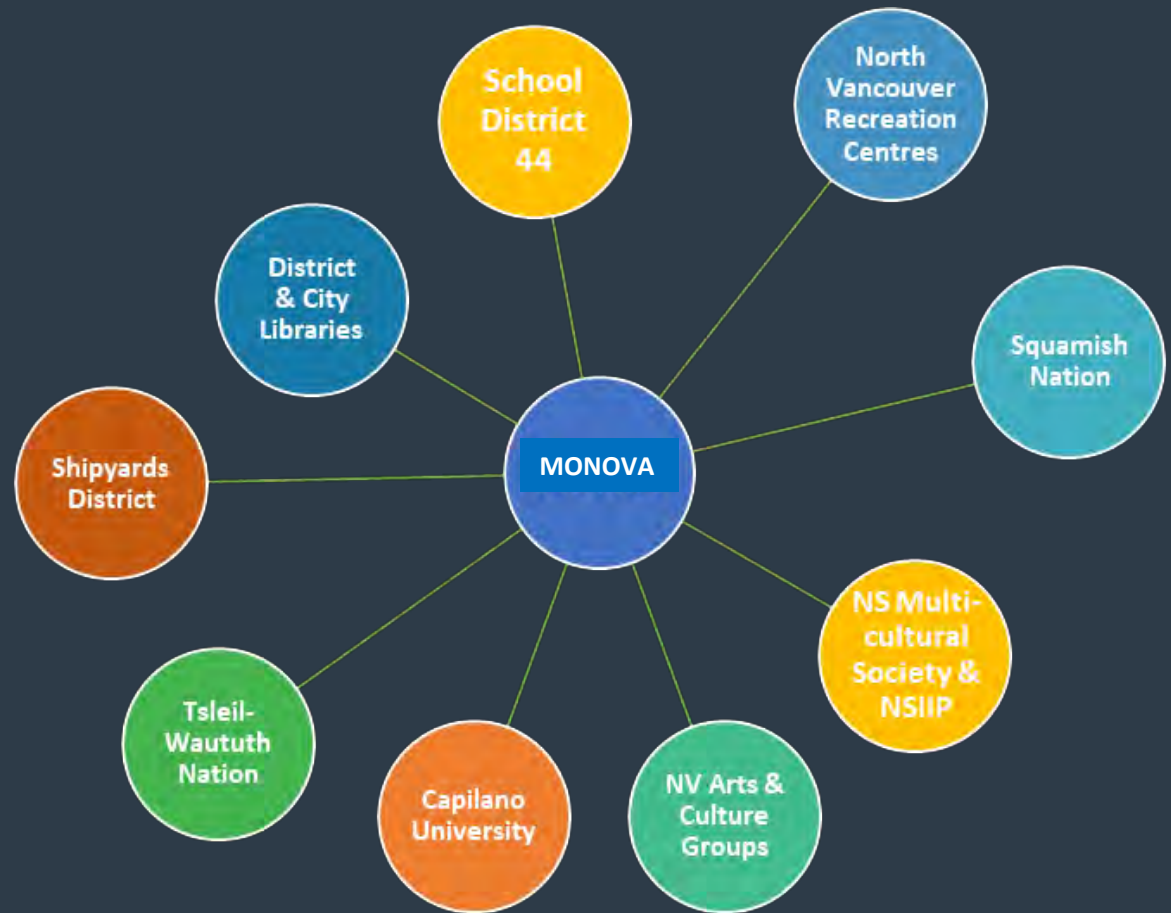 School
District
44
North
Vancouver
Recreation
Centres
District
& City
Libraries
Squamish
Nation
MONOVA
Shipyards
District
NS Multi-
cultural
Society &
NSIIP
Tsleil-
Waututh
Nation
Capilano
University
NV Arts &
Culture
Groups